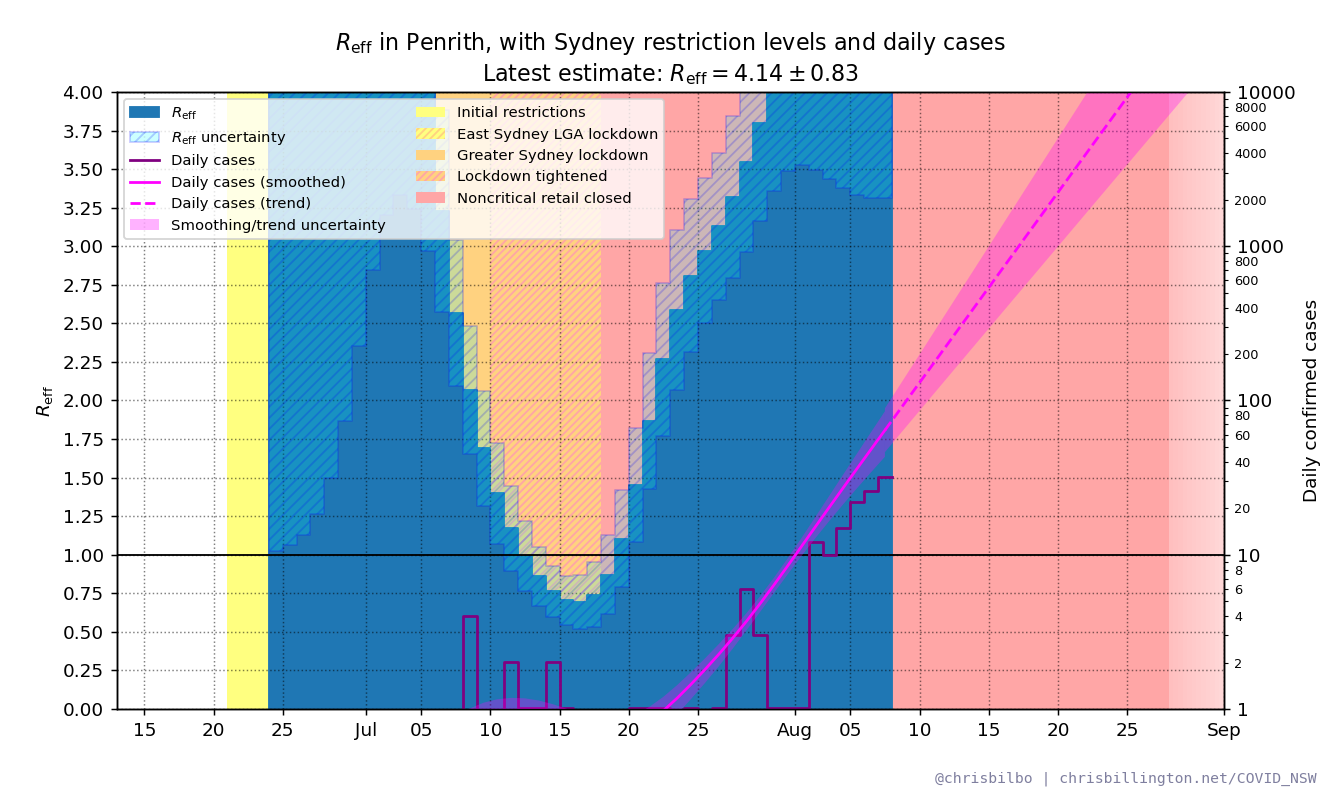 R_eff in Penrith, with Sydney restriction levels and daily cases
Latest estimate: R_eff = 4.14 ± 0.83
R_eff
R_eff uncertainty
Daily cases
Daily cases (smoothed)
Daily cases (trend)
Smoothing/trend uncertainty
Initial restrictions
East Sydney LGA lockdown
Greater Sydney lockdown
Lockdown tightened
Noncritical retail closed
R_eff
4.00
3.75
3.50
3.25
3.00
2.75
2.50
2.25
2.00
1.75
1.50
1.25
1.00
0.75
0.50
0.25
0.00
15 20 25 Jul 05 10 15 20 25 Aug 05 10 15 20 25 Sep
10000
8000
6000
4000
2000
1000
800
600
400
200
100
80
60
40
20
10
8
6
4
2
1
Daily confirmed cases
@chrisbilbo | chrisbillington.net/COVID_NSW